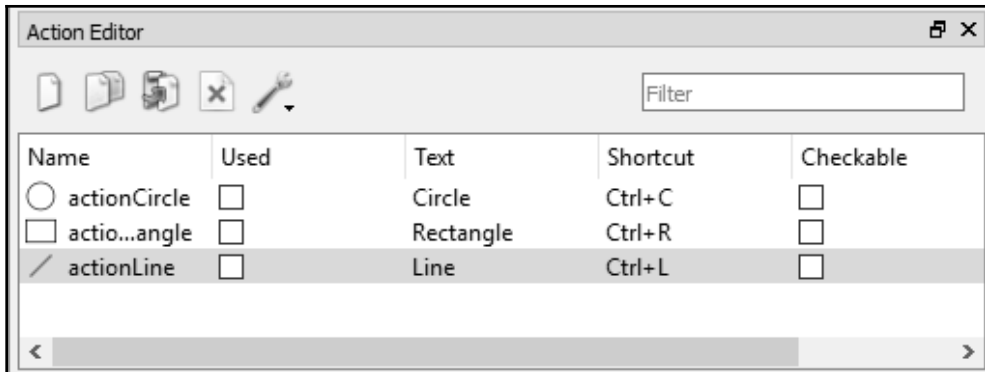 Action Editor
Filter
Name Used Text Shortcut Checkable
actionCircle Circle Ctrl+C
actio...angle Rectangle Ctrl+R
actionLine Line Ctrl+L